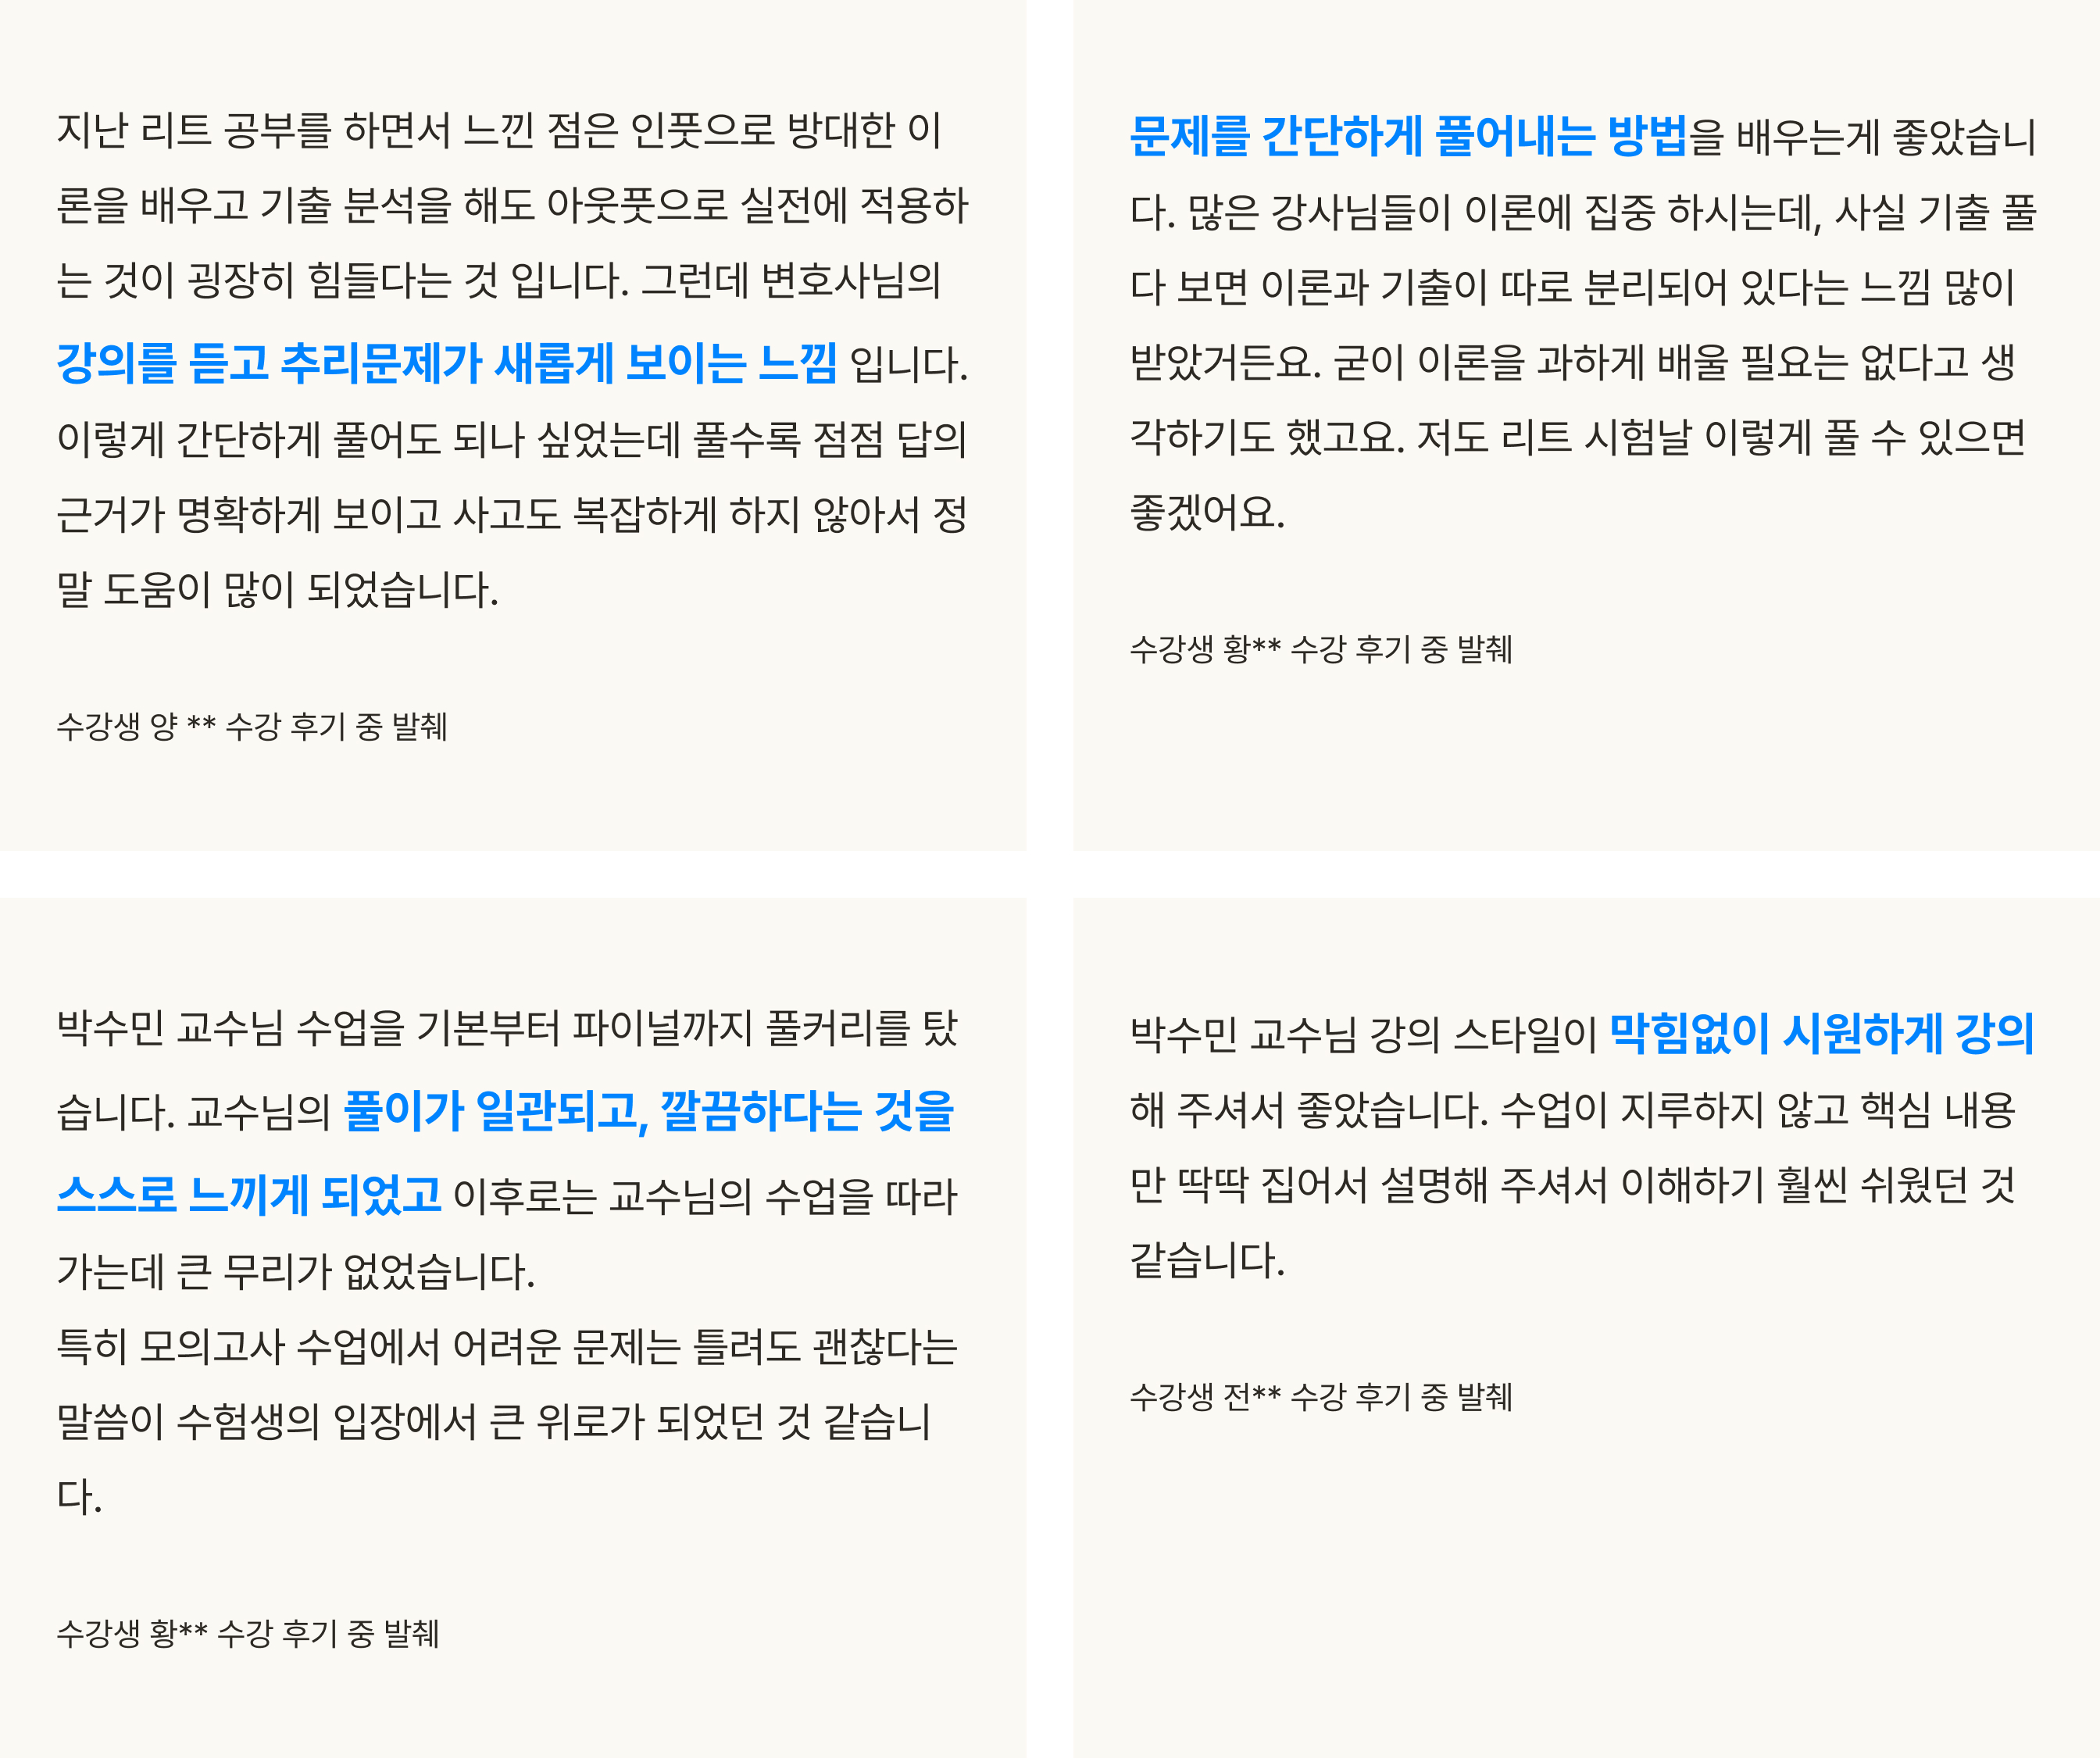 지난 리트 공부를 하면서 느낀 점은 인풋으로 방대한 이
론을 배우고 기출 분석을 해도 아웃풋으로 실전에 적용하
는 것이 굉장히 힘들다는 것 입니다. 그런데 변호사님의
강의를 듣고 추리문제가 새롭게 보이는 느낌 입니다.
이렇게 간단하게 풀어도 되나 싶었는데 풀수록 점점 답의
근거가 명확하게 보이고 사고도 복잡하게 하지 않아서 정
말 도움이 많이 되었습니다.
수강생 양 ** 수강 후기 중 발췌
문제를 간단하게 풀어내는 방법을 배우는게 좋았습니
다. 많은 강사님들이 이론에 집중 하시는데, 사실 기출 풀
다 보면 이론과 기출이 따로 분리되어 있다는 느낌 많이
받았거든요. 굳이 이론을 과하게 배울 필요는 없다고 생
각하기도 했고요. 저도 리트 시험날 이렇게 풀 수 있으면
좋겠어요.
수강생 황** 수강 후기 중 발췌
박수민 교수님 수업을 기본부터 파이널까지 풀커리를 탔
습니다. 교수님의 풀이가 일관되고, 깔끔하다는 것을
스스로 느끼게 되었고 이후로는 교수님의 수업을 따라
가는데 큰 무리가 없었습니다.
특히 모의고사 수업에서 어려운 문제는 틀려도 괜찮다는
말씀이 수험생의 입장에서 큰 위로가 되었던 것 같습니
다.
수강생 황** 수강 후기 중 발췌
박수민 교수님 강의 스타일이 막힘없이 시원하게 강의
해 주셔서 좋았습니다. 수업이 지루하지 않고 핵심 내용
만 딱딱 집어서 설명해 주셔서 이해하기 훨씬 쉬웠던 것
같습니다.
수강생 전** 수강 후기 중 발췌